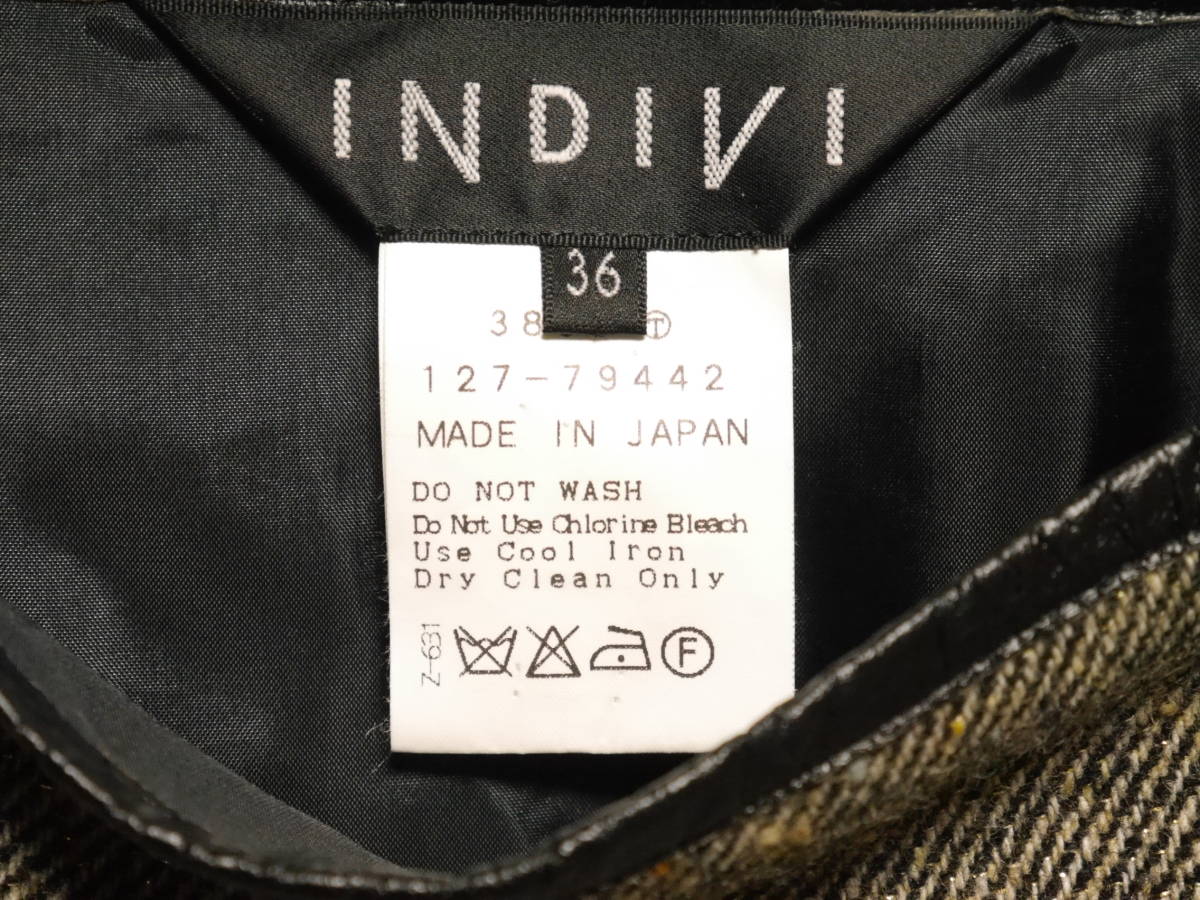 INDIVI
36
38 Ⓣ
127-79442
MADE IN JAPAN
DO NOT WASH
Do Not Use Chlorine Bleach
Use Cool Iron
Dry Clean Only
Z-631
F